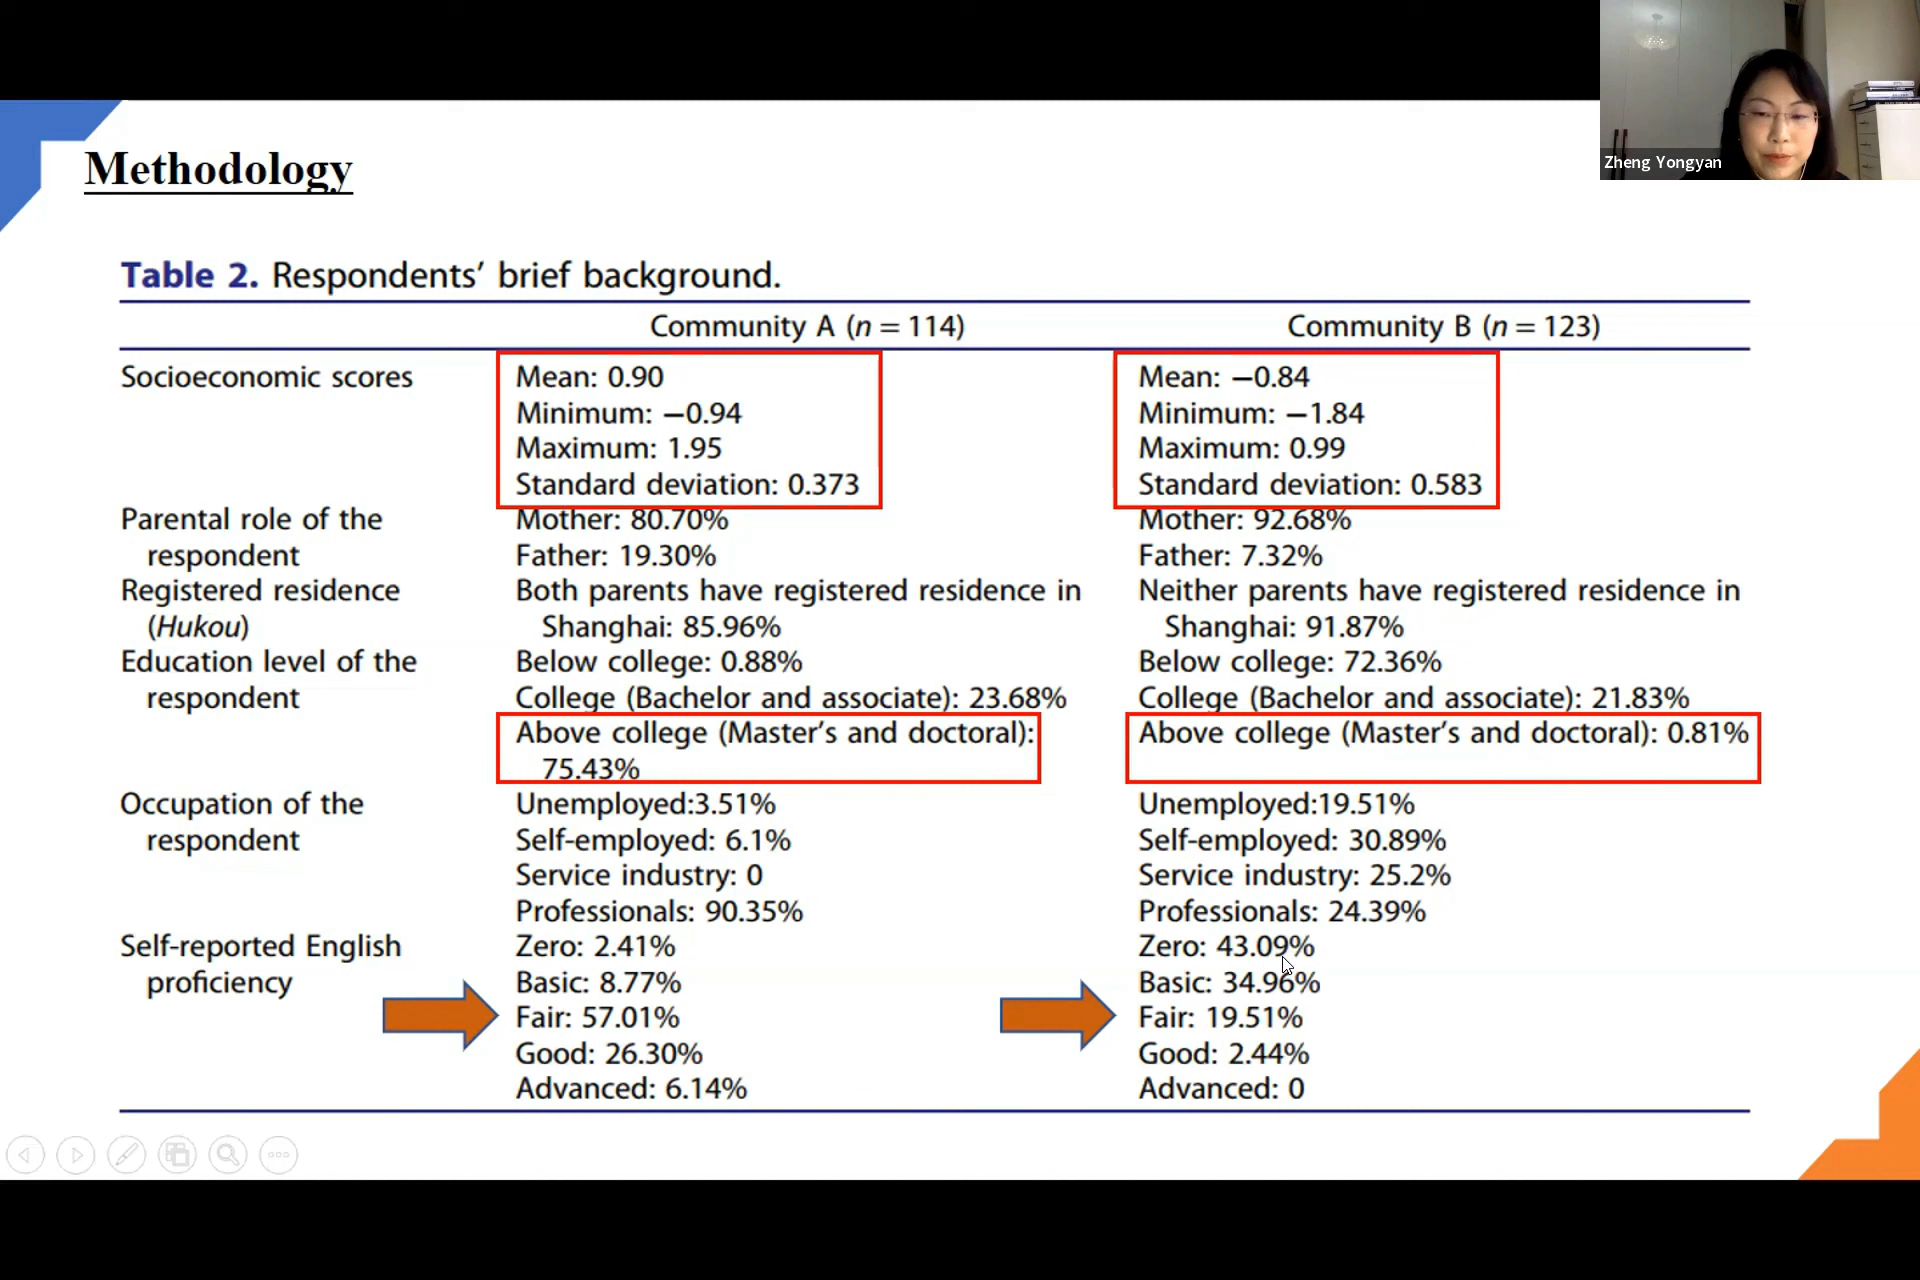 Zheng Yongyan
Methodology
Table 2. Respondents’ brief background.
Community A (n = 114) Community B (n = 123)
Socioeconomic scores Mean: 0.90 Mean: −0.84
Minimum: −0.94 Minimum: −1.84
Maximum: 1.95 Maximum: 0.99
Standard deviation: 0.373 Standard deviation: 0.583
Parental role of the Mother: 80.70% Mother: 92.68%
respondent Father: 19.30% Father: 7.32%
Registered residence Both parents have registered residence in Neither parents have registered residence in
(Hukou) Shanghai: 85.96% Shanghai: 91.87%
Education level of the Below college: 0.88% Below college: 72.36%
respondent College (Bachelor and associate): 23.68% College (Bachelor and associate): 21.83%
Above college (Master’s and doctoral): Above college (Master’s and doctoral): 0.81%
75.43%
Occupation of the Unemployed:3.51% Unemployed:19.51%
respondent Self-employed: 6.1% Self-employed: 30.89%
Service industry: 0 Service industry: 25.2%
Professionals: 90.35% Professionals: 24.39%
Self-reported English Zero: 2.41% Zero: 43.09%
proficiency Basic: 8.77% Basic: 34.96%
Fair: 57.01% Fair: 19.51%
Good: 26.30% Good: 2.44%
Advanced: 6.14% Advanced: 0